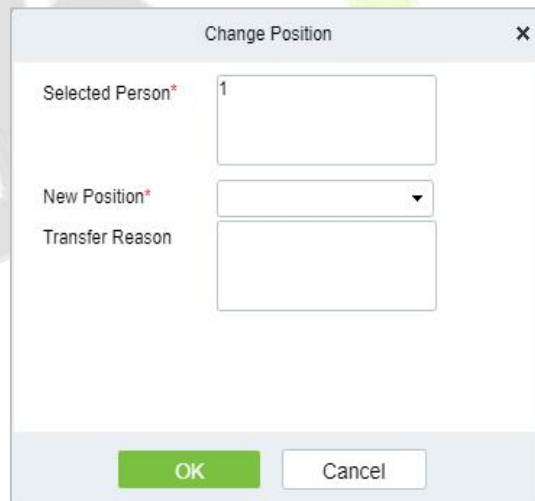 Change Position
Selected Person*
1
New Position*
Transfer Reason
OK
Cancel